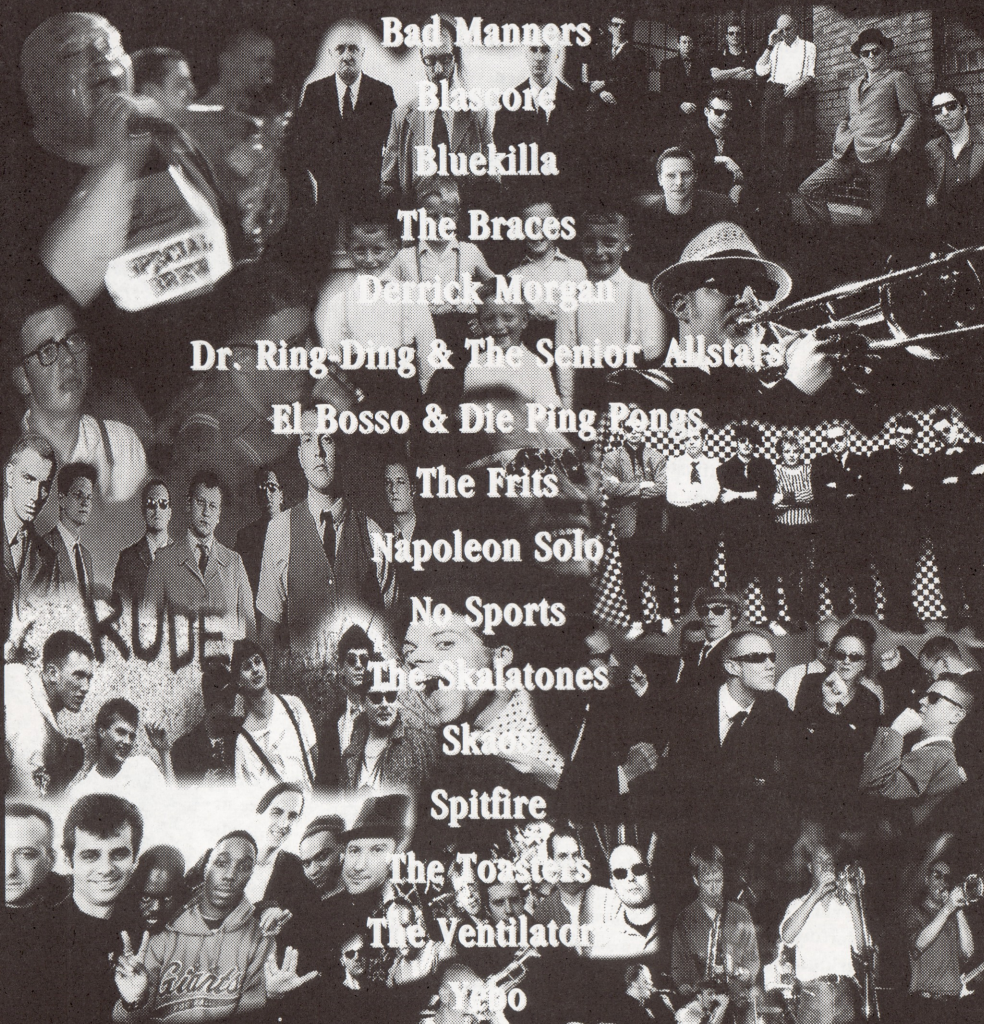 Bad Manners
Blascore
Bluekilla
The Braces
Derrick Morgan
Dr. Ring-Ding & The Senior Allstars
SPECIAL
BREW
El Bosso & Die Ping Pongs
The Frits
Napoleon Solo
No Sports
RUDE
The Skalatones
Skaos
Spitfire
The Toasters
The Ventilators
Giants
Yebo